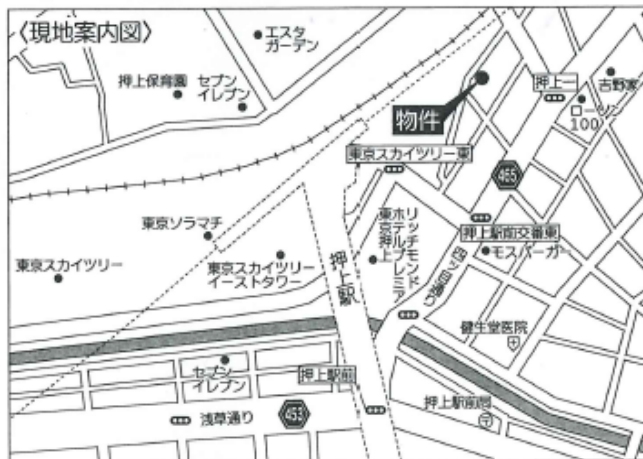 〈現地案内図〉
エスタ
ガーデン
押上保育園
セブン
イレブン
物件
押上一
吉野家
ローソン
100
東京スカイツリー東
465
東京ソラマチ
東京スカイツリー
東京スカイツリー
イーストタワー
押上駅
リッチモンド
ホテルプレミア
東京押上
押上駅前交番東
モスバーガー
四ツ目通り
健生堂医院
セブン
イレブン
押上駅前
浅草通り
453
押上駅前局